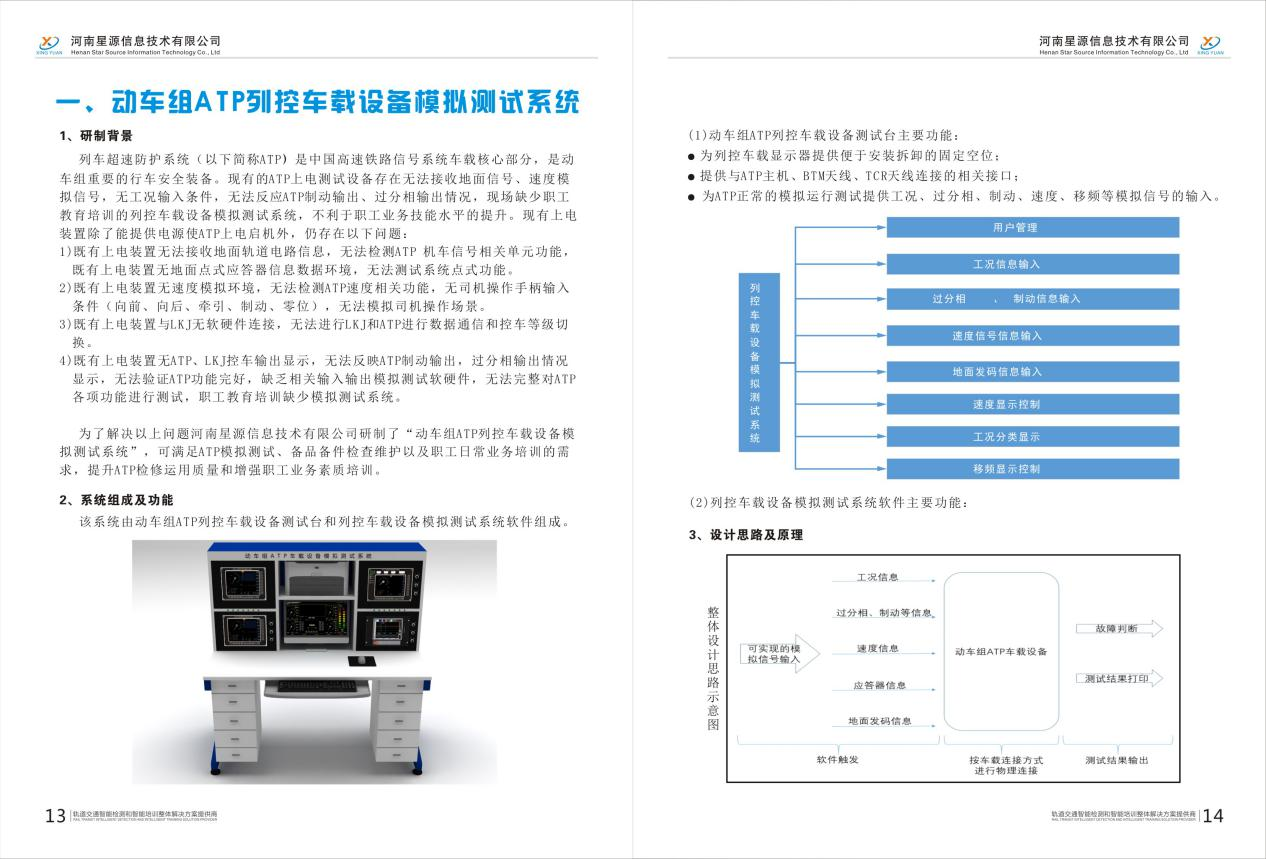 XING YUAN
河南星源信息技术有限公司
Henan Star Source Information Technology Co., Ltd
一、动车组ATP列控车载设备模拟测试系统
1、研制背景
列车超速防护系统（以下简称ATP）是中国高速铁路信号系统车载核心部分，是动
车组重要的行车安全装备。现有的ATP上电测试设备存在无法接收地面信号、速度模
拟信号，无工况输入条件，无法反应ATP制动输出、过分相输出情况，现场缺少职工
教育培训的列控车载设备模拟测试系统，不利于职工业务技能水平的提升。现有上电
装置除了能提供电源使ATP上电启机外，仍存在以下问题：
1)既有上电装置无法接收地面轨道电路信息，无法检测ATP 机车信号相关单元功能，
既有上电装置无地面点式应答器信息数据环境，无法测试系统点式功能。
2)既有上电装置无速度模拟环境，无法检测ATP速度相关功能，无司机操作手柄输入
条件（向前、向后、牵引、制动、零位），无法模拟司机操作场景。
3)既有上电装置与LKJ无软硬件连接，无法进行LKJ和ATP进行数据通信和控车等级切
换。
4)既有上电装置无ATP、LKJ控车输出显示，无法反映ATP制动输出，过分相输出情况
显示，无法验证ATP功能完好，缺乏相关输入输出模拟测试软硬件，无法完整对ATP
各项功能进行测试，职工教育培训缺少模拟测试系统。
为了解决以上问题河南星源信息技术有限公司研制了“动车组ATP列控车载设备模
拟测试系统”，可满足ATP模拟测试、备品备件检查维护以及职工日常业务培训的需
求，提升ATP检修运用质量和增强职工业务素质培训。
2、系统组成及功能
该系统由动车组ATP列控车载设备测试台和列控车载设备模拟测试系统软件组成。
动车组ATP车载设备模拟测试系统
13
轨道交通智能检测和智能培训整体解决方案提供商
RAIL TRANSIT INTELLIGENT DETECTION AND INTELLIGENT TRAINING SOLUTION PROVIDER
河南星源信息技术有限公司
Henan Star Source Information Technology Co., Ltd
XING YUAN
(1)动车组ATP列控车载设备测试台主要功能：
● 为列控车载显示器提供便于安装拆卸的固定空位；
● 提供与ATP主机、BTM天线、TCR天线连接的相关接口；
● 为ATP正常的模拟运行测试提供工况、过分相、制动、速度、移频等模拟信号的输入。
列控车载设备模拟测试系统
用户管理
工况信息输入
过分相 、 制动信息输入
速度信号信息输入
地面发码信息输入
速度显示控制
工况分类显示
移频显示控制
(2)列控车载设备模拟测试系统软件主要功能：
3、设计思路及原理
整体设计思路示意图
可实现的模
拟信号输入
工况信息
过分相、制动等信息
速度信息
应答器信息
地面发码信息
动车组ATP车载设备
故障判断
测试结果打印
软件触发
按车载连接方式
进行物理连接
测试结果输出
轨道交通智能检测和智能培训整体解决方案提供商
RAIL TRANSIT INTELLIGENT DETECTION AND INTELLIGENT TRAINING SOLUTION PROVIDER
14